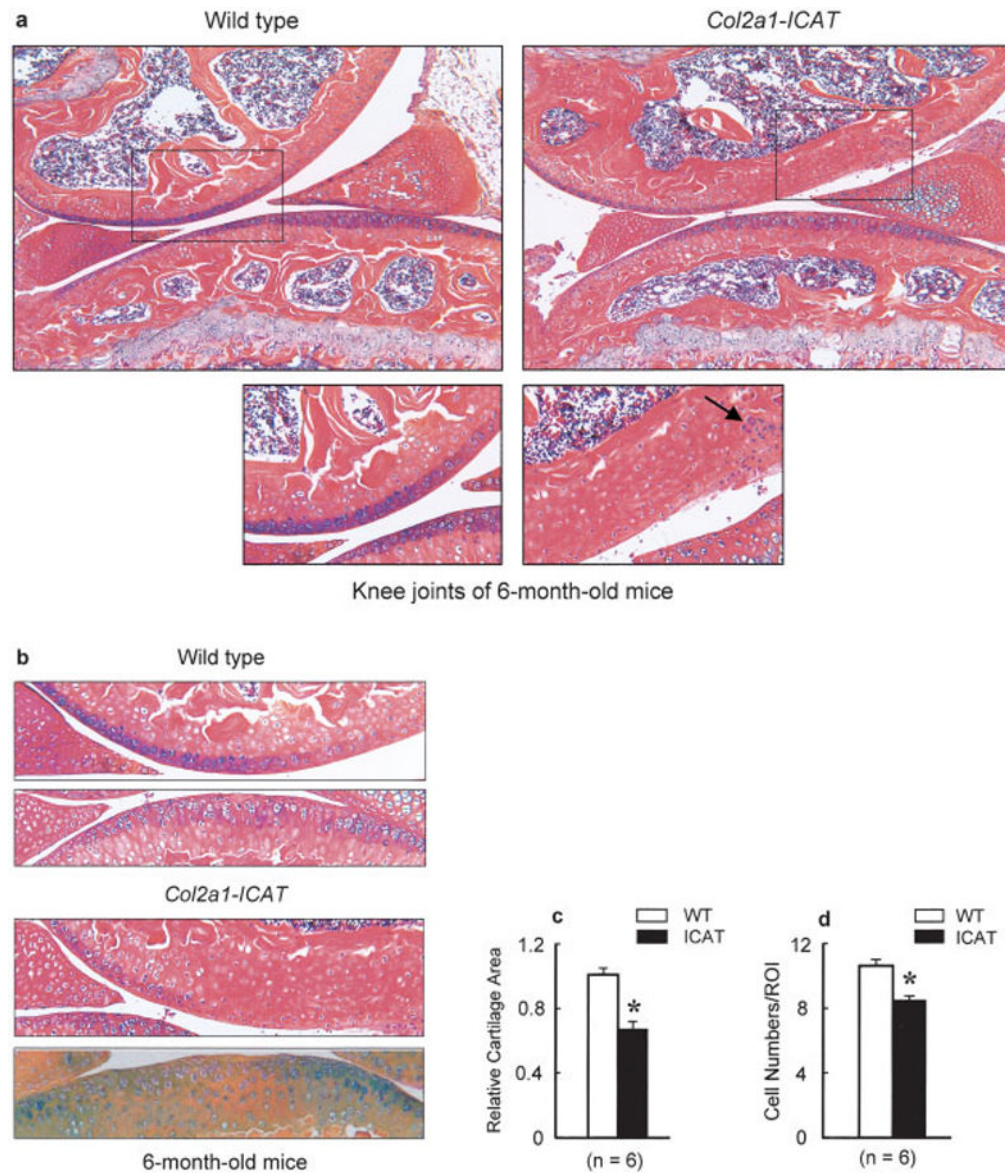 a
Wild type
Col2a1-ICAT
Knee joints of 6-month-old mice
b
Wild type
Col2a1-ICAT
6-month-old mice
c
WT
ICAT
Relative Cartilage Area
1.2
0.8
0.4
0
*
(n = 6)
d
WT
ICAT
Cell Numbers/ROI
12
8
4
0
*
(n = 6)